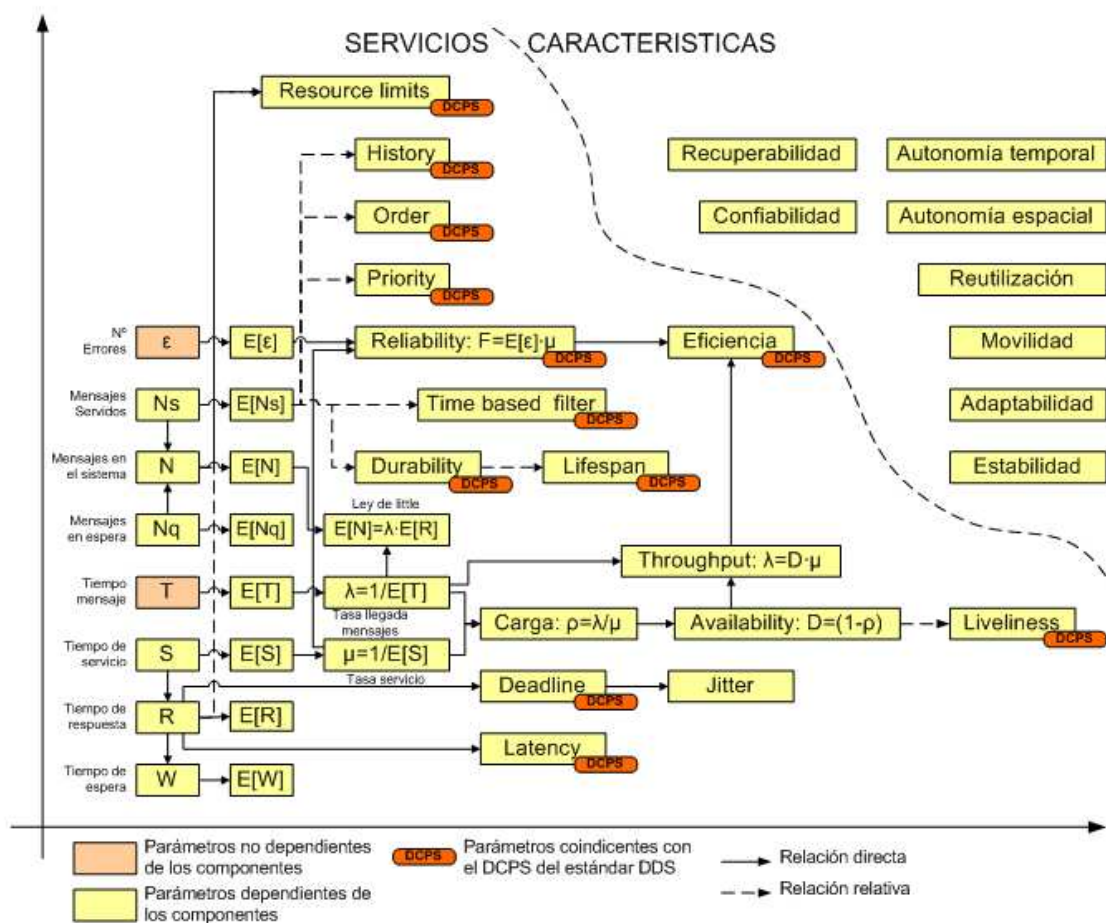 SERVICIOS CARACTERISTICAS
Resource limits
DCPS
History
DCPS
Recuperabilidad
Autonomía temporal
Order
DCPS
Confiabilidad
Autonomía espacial
Priority
DCPS
Reutilización
Nº
Errores
ε
E[ε]
Reliability: F=E[ε]·μ
DCPS
Eficiencia
DCPS
Movilidad
Mensajes
Servidos
Ns
E[Ns]
Time based filter
DCPS
Adaptabilidad
Mensajes en
el sistema
N
E[N]
Durability
DCPS
Lifespan
DCPS
Estabilidad
Ley de little
Mensajes
en espera
Nq
E[Nq]
E[N]=λ·E[R]
Throughput: λ=D·μ
Tiempo
mensaje
T
E[T]
λ=1/E[T]
Tasa llegada
mensajes
Carga: ρ=λ/μ
Availability: D=(1-ρ)
Liveliness
DCPS
Tiempo de
servicio
S
E[S]
μ=1/E[S]
Tasa servicio
Deadline
DCPS
Jitter
Tiempo de
respuesta
R
E[R]
Latency
DCPS
Tiempo de
espera
W
E[W]
Parámetros no dependientes
de los componentes
DCPS
Parámetros coindicentes con
el DCPS del estándar DDS
Relación directa
Relación relativa
Parámetros dependientes de
los componentes